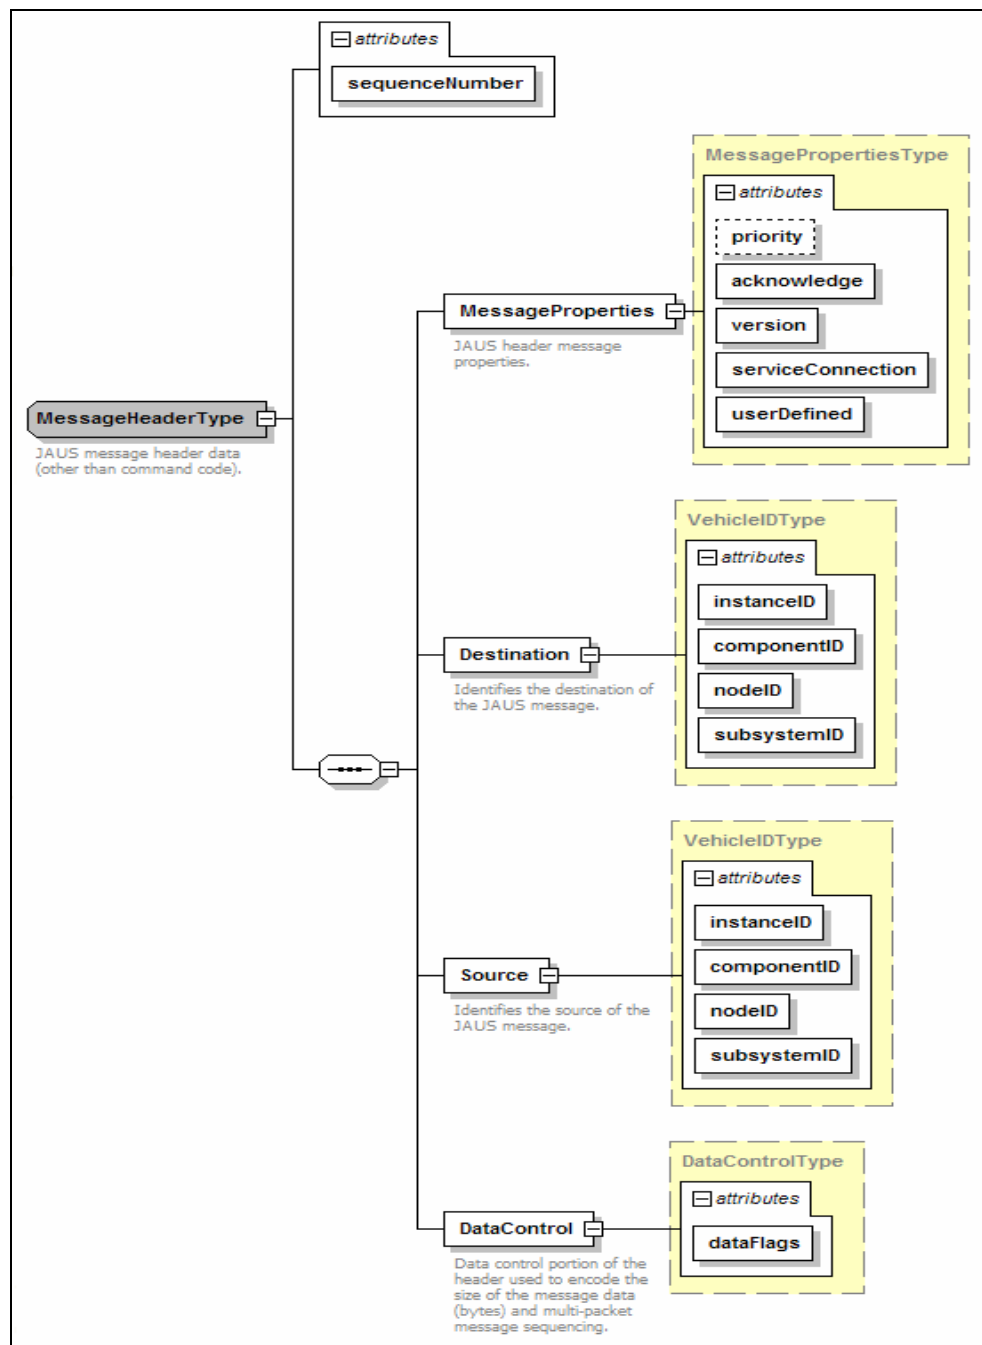 attributes
sequenceNumber
MessagePropertiesType
attributes
priority
acknowledge
version
serviceConnection
userDefined
MessageProperties
JAUS header message
properties.
MessageHeaderType
JAUS message header data
(other than command code).
VehicleIDType
attributes
instanceID
componentID
nodeID
subsystemID
Destination
Identifies the destination of
the JAUS message.
VehicleIDType
attributes
instanceID
componentID
nodeID
subsystemID
Source
Identifies the source of the
JAUS message.
DataControlType
attributes
dataFlags
DataControl
Data control portion of the
header used to encode the
size of the message data
(bytes) and multi-packet
message sequencing.